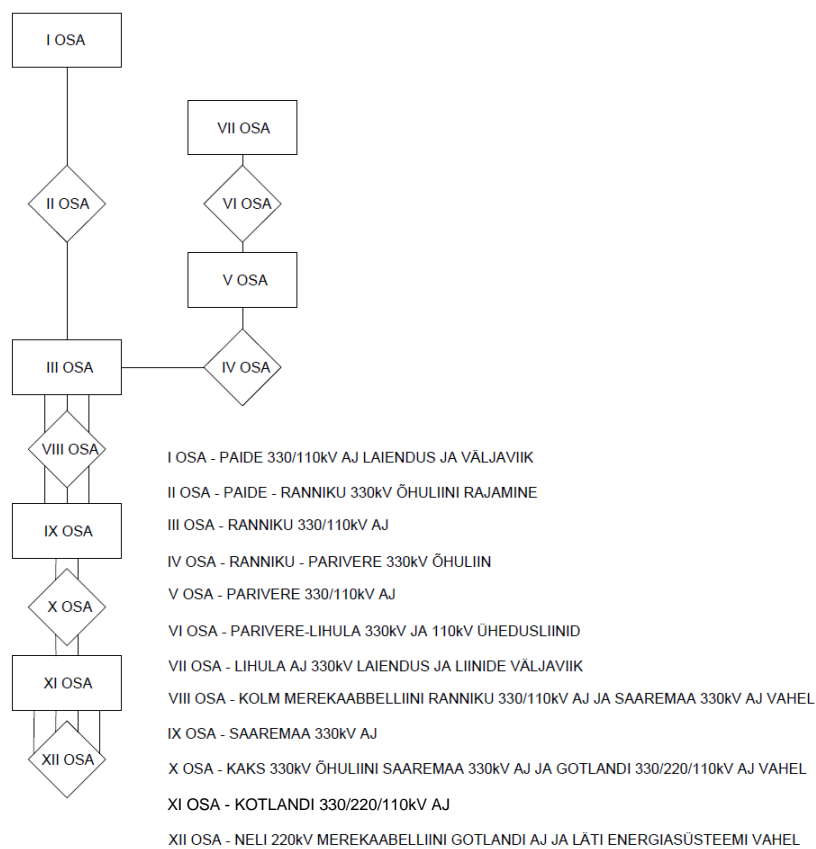 I OSA
VII OSA
II OSA
VI OSA
V OSA
III OSA
IV OSA
VIII OSA
I OSA - PAIDE 330/110kV AJ LAIENDUS JA VÄLJAVIIK
II OSA - PAIDE - RANNIKU 330kV ÕHULIINI RAJAMINE
IX OSA
III OSA - RANNIKU 330/110kV AJ
IV OSA - RANNIKU - PARIVERE 330kV ÕHULIIN
V OSA - PARIVERE 330/110kV AJ
X OSA
VI OSA - PARIVERE-LIHULA 330kV JA 110kV ÜHEDUSLIINID
VII OSA - LIHULA AJ 330kV LAIENDUS JA LIINIDE VÄLJAVIIK
XI OSA
VIII OSA - KOLM MEREKAABBELLIINI RANNIKU 330/110kV AJ JA SAAREMAA 330kV AJ VAHEL
IX OSA - SAAREMAA 330kV AJ
XII OSA
X OSA - KAKS 330kV ÕHULIINI SAAREMAA 330kV AJ JA GOTLANDI 330/220/110kV AJ VAHEL
XI OSA - KOTLANDI 330/220/110kV AJ
XII OSA - NELI 220kV MEREKAABELLIINI GOTLANDI AJ JA LÄTI ENERGIASÜSTEEMI VAHEL